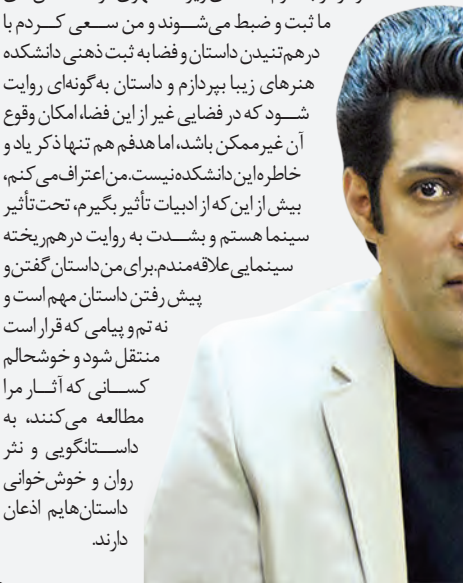 ما ثبت و ضبط می‌شوند و من سعی کردم با
درهم‌تنیدن داستان و فضا به ثبت ذهنی دانشکده
هنرهای زیبا بپردازم و داستان به‌گونه‌ای روایت
شود که در فضایی غیر از این فضا، امکان وقوع
آن غیرممکن باشد، اما هدفم هم تنها ذکر یاد و
خاطره این دانشکده نیست. من اعتراف می‌کنم،
بیش از این که از ادبیات تأثیر بگیرم، تحت تأثیر
سینما هستم و بشدت به روایت درهم‌ریخته
سینمایی علاقه‌مندم. برای من داستان گفتن و
پیش رفتن داستان مهم است و
نه تم و پیامی که قرار است
منتقل شود و خوشحالم
کسانی که آثار مرا
مطالعه می‌کنند، به
داستانگویی و نثر
روان و خوش‌خوانی
داستان‌هایم اذعان
دارند.